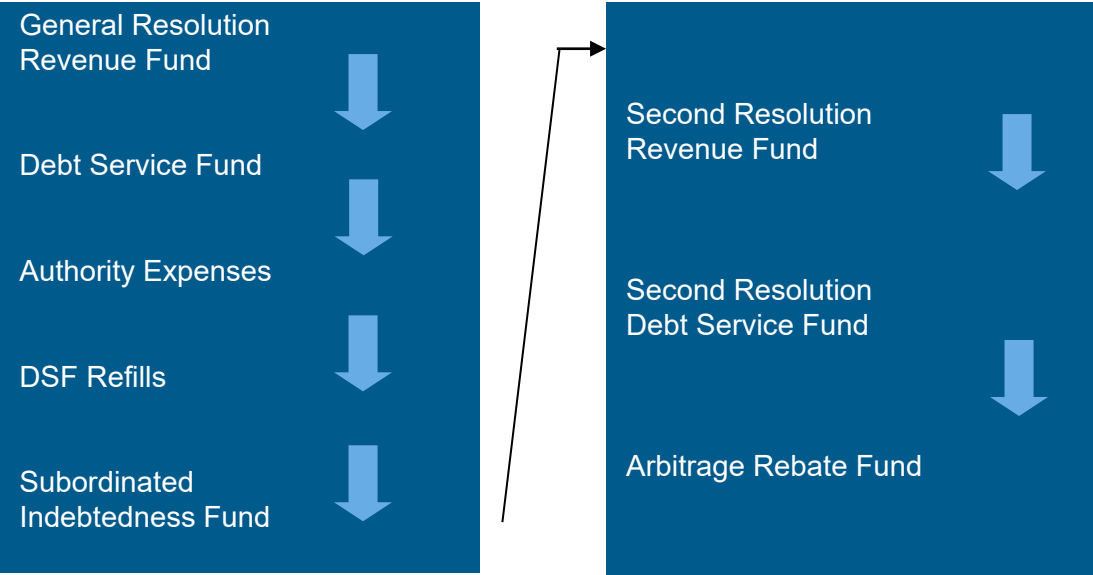 General Resolution
Revenue Fund
Debt Service Fund
Authority Expenses
DSF Refills
Subordinated
Indebtedness Fund
Second Resolution
Revenue Fund
Second Resolution
Debt Service Fund
Arbitrage Rebate Fund